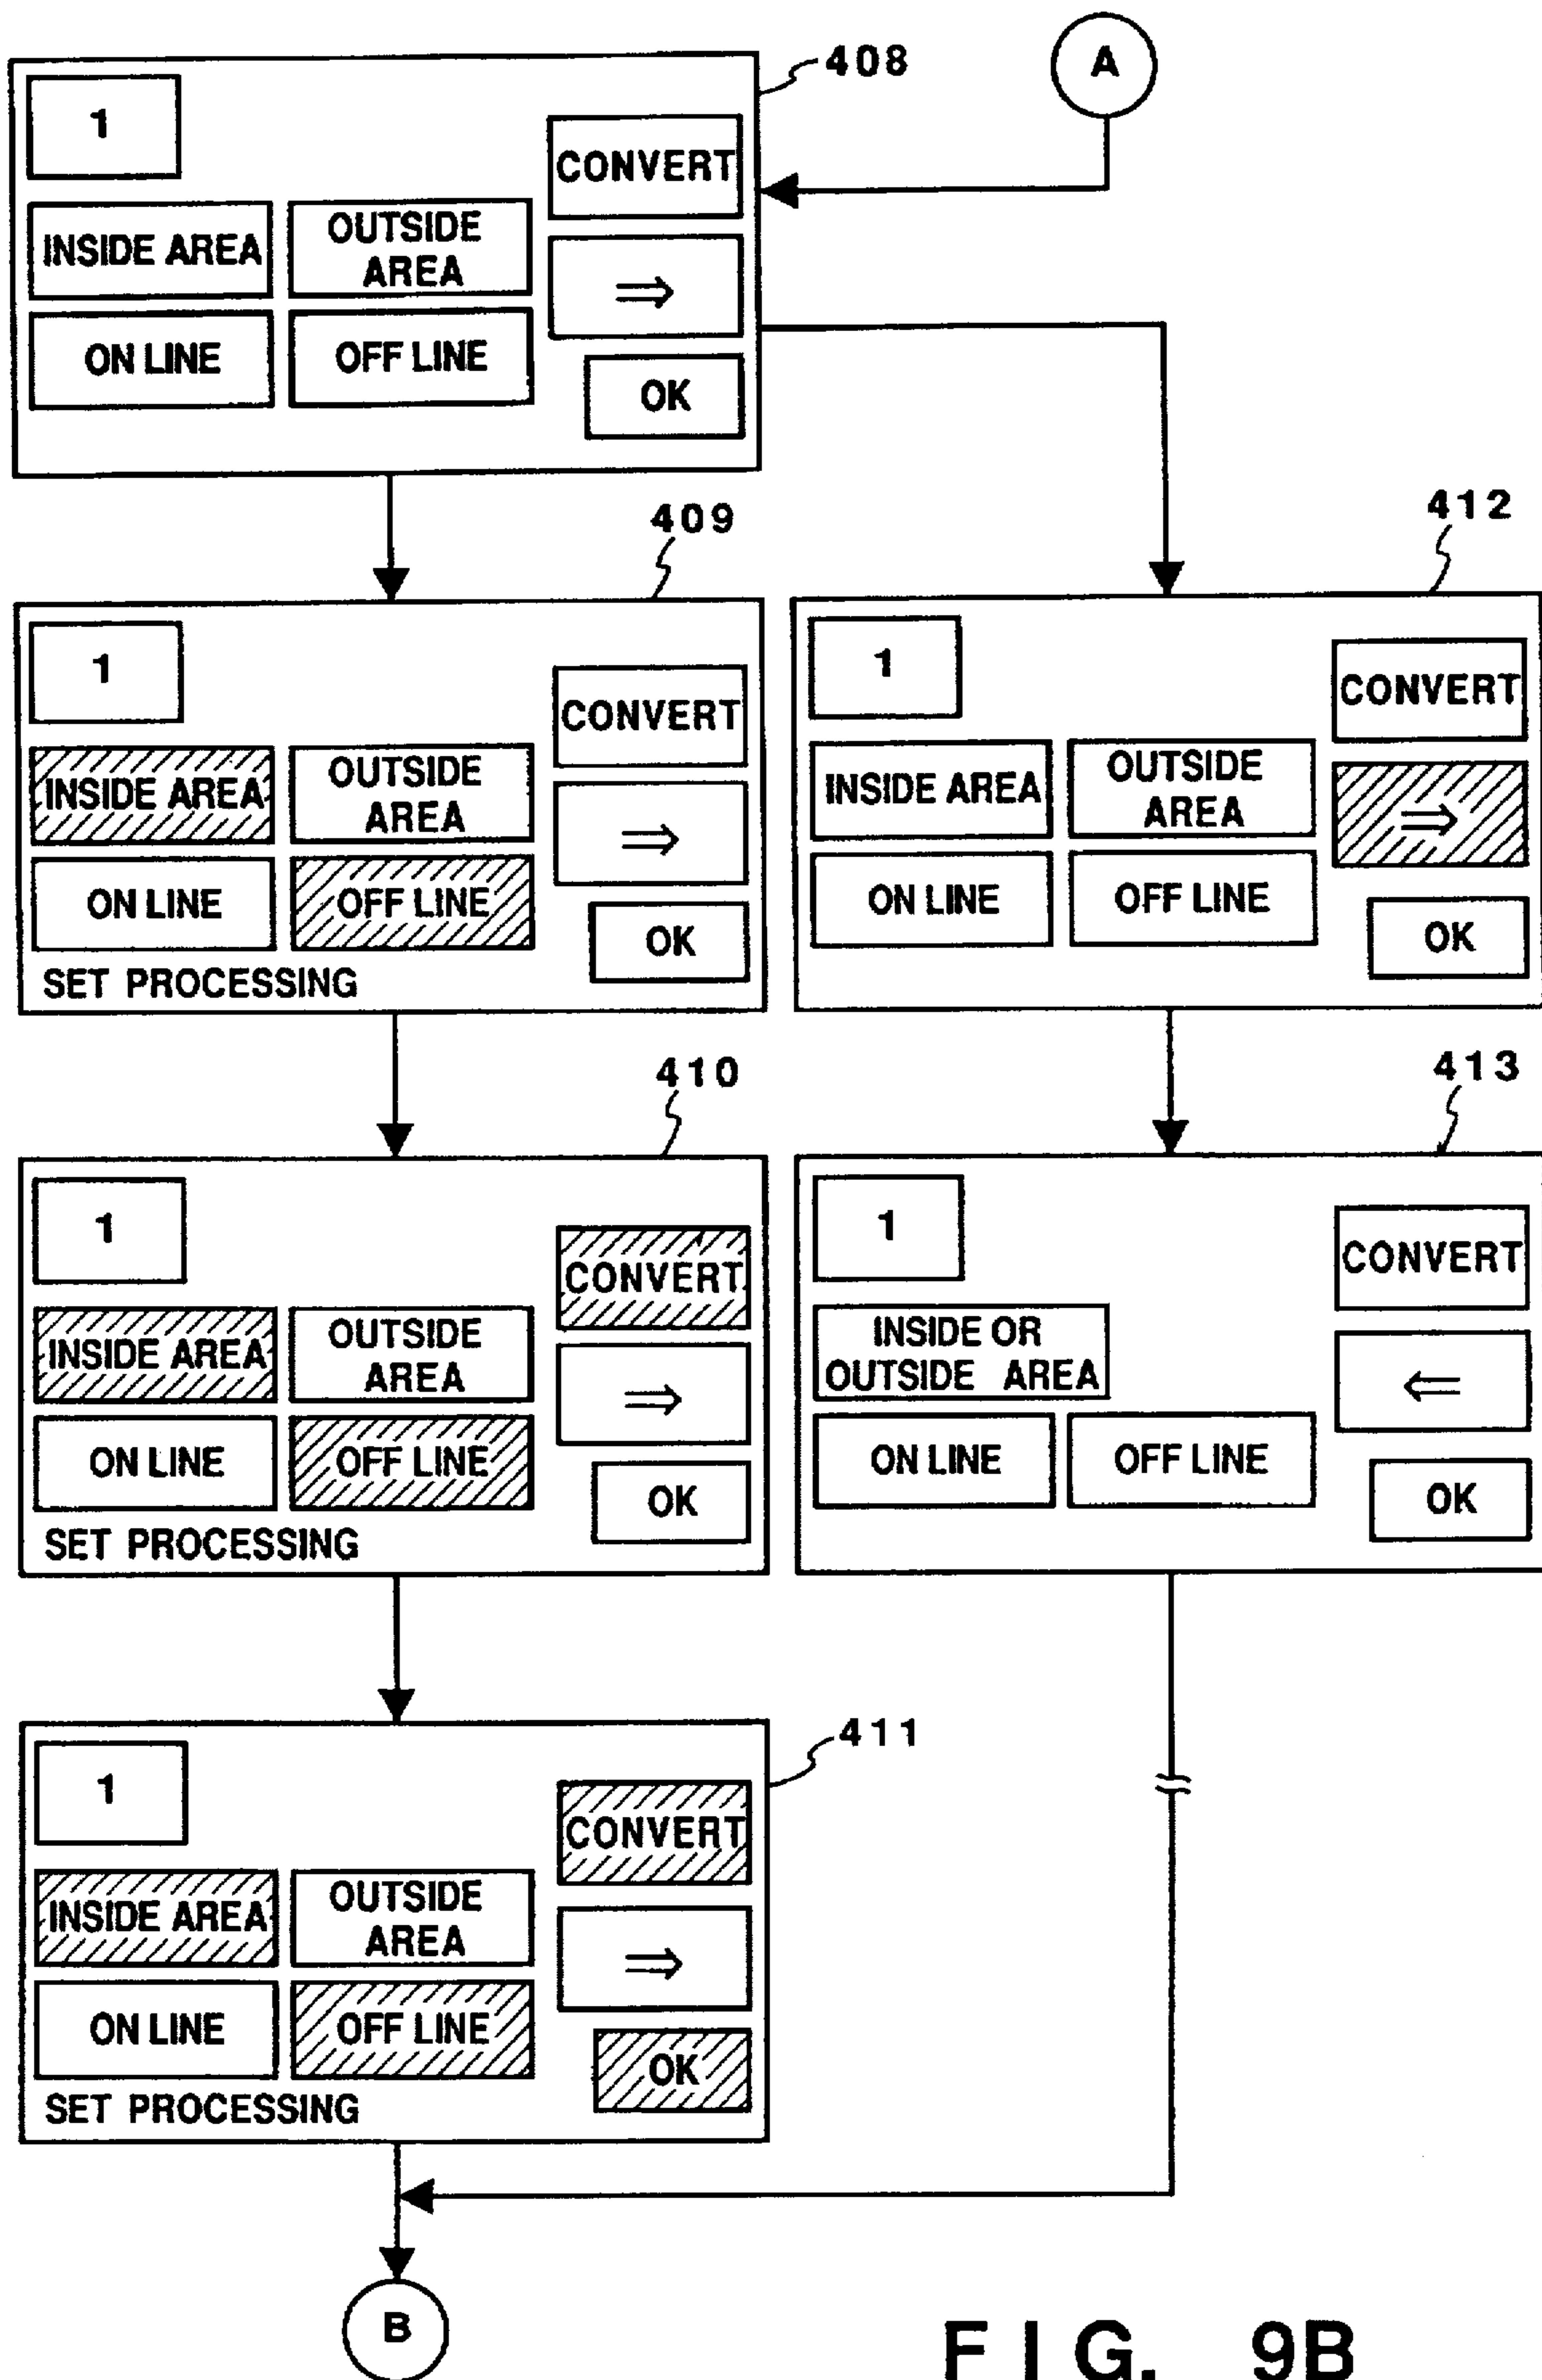 408
A
1
CONVERT
INSIDE AREA
OUTSIDE
AREA
⇒
ON LINE
OFF LINE
OK
409
1
CONVERT
INSIDE AREA
OUTSIDE
AREA
⇒
ON LINE
OFF LINE
OK
SET PROCESSING
412
1
CONVERT
INSIDE AREA
OUTSIDE
AREA
⇒
ON LINE
OFF LINE
OK
410
1
CONVERT
INSIDE AREA
OUTSIDE
AREA
⇒
ON LINE
OFF LINE
OK
SET PROCESSING
413
1
CONVERT
INSIDE OR
OUTSIDE AREA
⇐
ON LINE
OFF LINE
OK
411
1
CONVERT
INSIDE AREA
OUTSIDE
AREA
⇒
ON LINE
OFF LINE
OK
SET PROCESSING
B
FIG. 9B